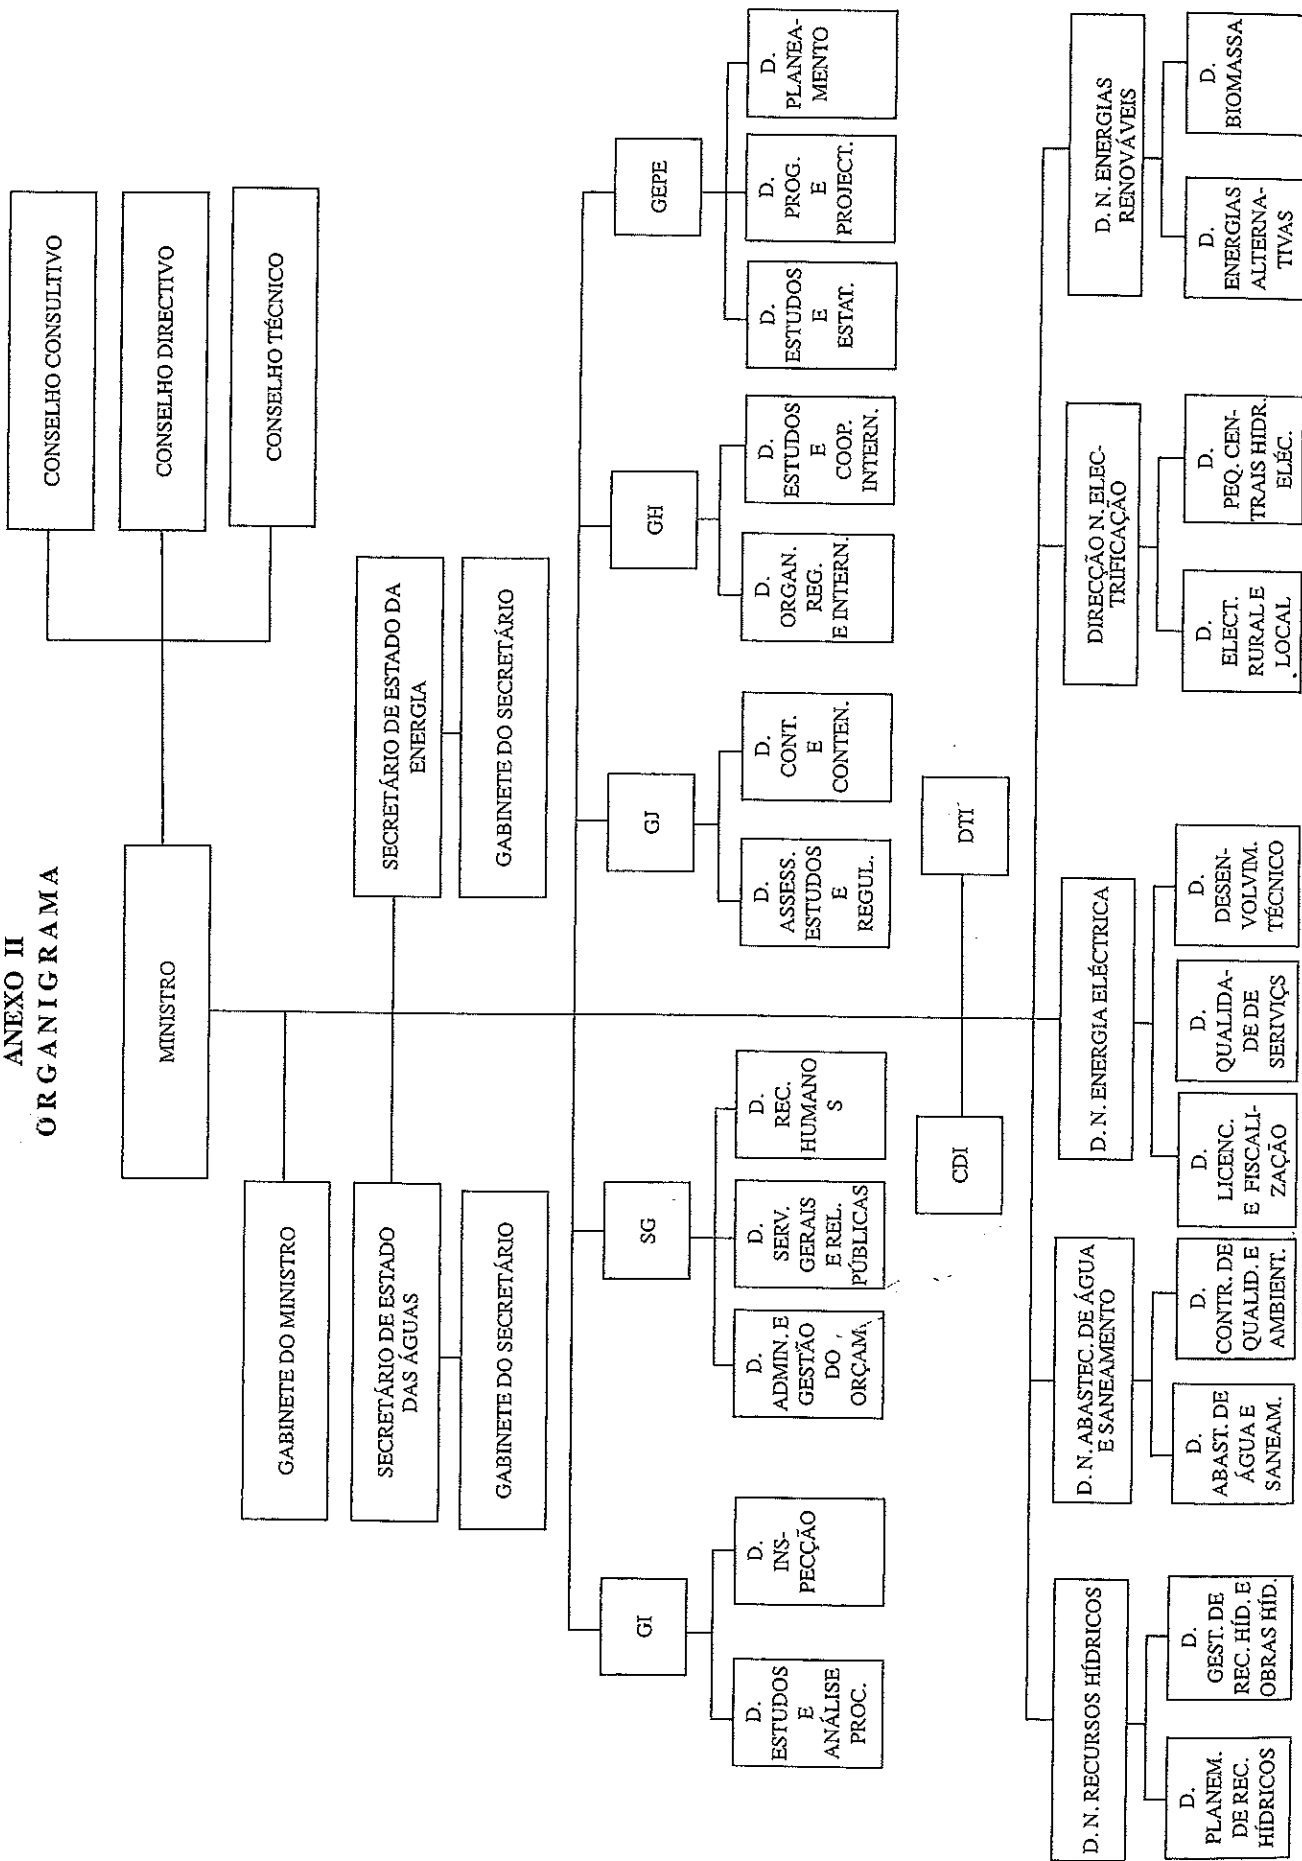 ANEXO II
ORGANIGRAMA
CONSELHO CONSULTIVO
CONSELHO DIRECTIVO
CONSELHO TÉCNICO
MINISTRO
GABINETE DO MINISTRO
SECRETÁRIO DE ESTADO
DAS ÁGUAS
GABINETE DO SECRETÁRIO
SECRETÁRIO DE ESTADO DA
ENERGIA
GABINETE DO SECRETÁRIO
GI
SG
GJ
GH
GEPE
D.
ESTUDOS
E
ANÁLISE
PROC.
D.
INS-
PECÇÃO
D.
ADMIN. E
GESTÃO
DO
ORÇAM.
D.
SERV.
GERAIS
E REL.
PÚBLICAS
D.
REC.
HUMANO
S
D.
ASSESS.
ESTUDOS
E
REGUL.
D.
CONT.
E
CONTEN.
D.
ORGAN.
REG.
E INTERN.
D.
ESTUDOS
E
COOP.
INTERN.
D.
ESTUDOS
E
ESTAT.
D.
PROG.
E
PROJECT.
D.
PLANEA-
MENTO
CDI
DTI
D. N. RECURSOS HÍDRICOS
D. N. ABASTEC. DE ÁGUA
E SANEAMENTO
D. N. ENERGIA ELÉCTRICA
DIRECÇÃO N. ELEC-
TRIFICAÇÃO
D. N. ENERGIAS
RENOVÁVEIS
D.
PLANEM.
DE REC.
HÍDRICOS
D.
GEST. DE
REC. HÍD. E
OBRAS HÍD.
D.
ABAST. DE
ÁGUA E
SANEAM.
D.
CONTR. DE
QUALID. E
AMBIENT.
D.
LICENC.
E FISCALI-
ZAÇÃO
D.
QUALIDA-
DE DE
SERIVÇS
D.
DESEN-
VOLVIM.
TÉCNICO
D.
ELECT.
RURAL E
LOCAL
D.
PEQ. CEN-
TRAIS HIDR.
ELÉC.
D.
ENERGIAS
ALTERNA-
TIVAS
D.
BIOMASSA